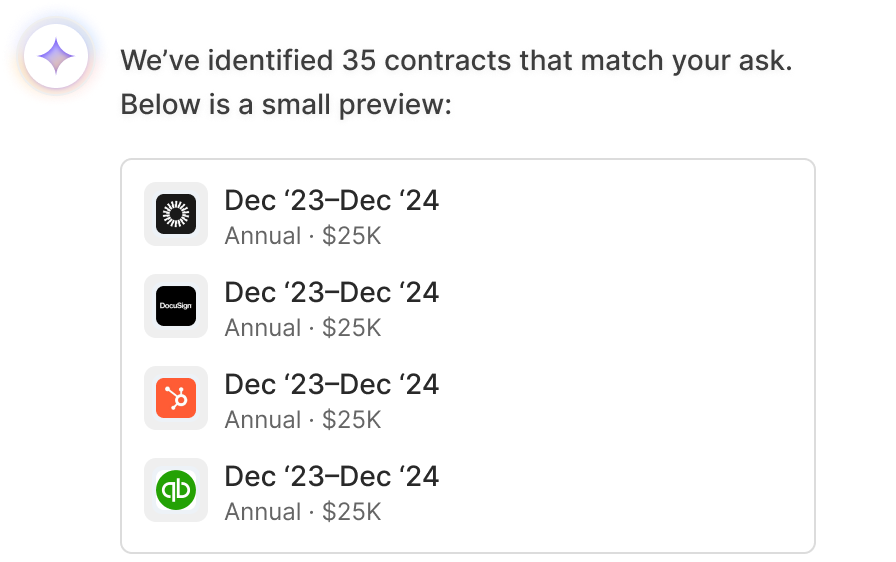 We’ve identified 35 contracts that match your ask.
Below is a small preview:
Dec ‘23–Dec ‘24
Annual · $25K
DocuSign
Dec ‘23–Dec ‘24
Annual · $25K
Dec ‘23–Dec ‘24
Annual · $25K
qb
Dec ‘23–Dec ‘24
Annual · $25K